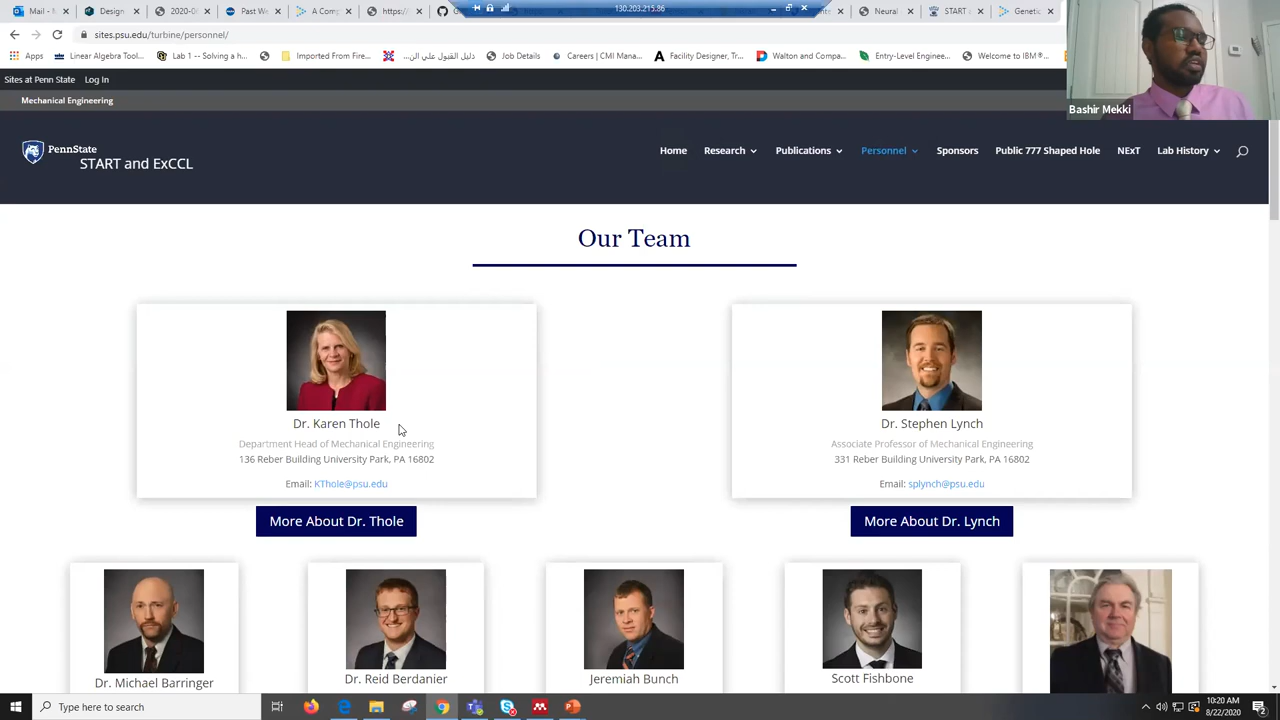 Mail -
2020-0
Past W
A Comp
https:/
G
130.203.215.86
Neural
START a
Genetic
sites.psu.edu/turbine/personnel/
Apps
Linear Algebra Tool...
Lab 1 -- Solving a h...
Imported From Fire...
دليل القبول علي الن...
Job Details
Careers | CMI Mana...
Facility Designer, Tr...
Walton and Compa...
Entry-Level Enginee...
Welcome to IBM®...
Sites at Penn State Log In
Mechanical Engineering
Bashir Mekki
PennState
START and ExCCL
Home Research Publications Personnel Sponsors Public 777 Shaped Hole NExT Lab History
Our Team
Dr. Karen Thole
Department Head of Mechanical Engineering
136 Reber Building University Park, PA 16802
Email: KThole@psu.edu
More About Dr. Thole
Dr. Stephen Lynch
Associate Professor of Mechanical Engineering
331 Reber Building University Park, PA 16802
Email: splynch@psu.edu
More About Dr. Lynch
Dr. Michael Barringer
Dr. Reid Berdanier
Jeremiah Bunch
Scott Fishbone
Type here to search
10:20 AM
8/22/2020
2